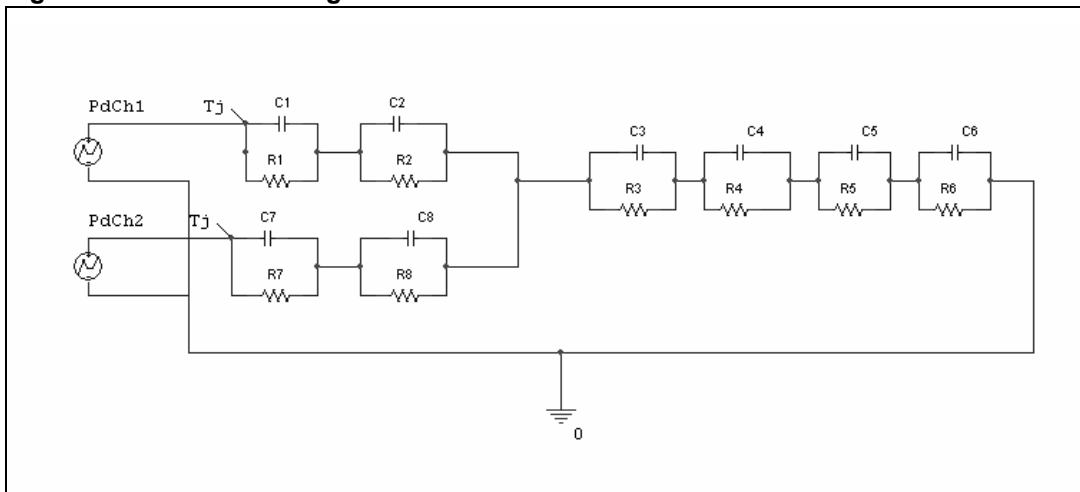 PdCh1 Tj C1 C2
R1 R2
C3 C4 C5 C6
R3 R4 R5 R6
PdCh2 Tj C7 C8
R7 R8
0